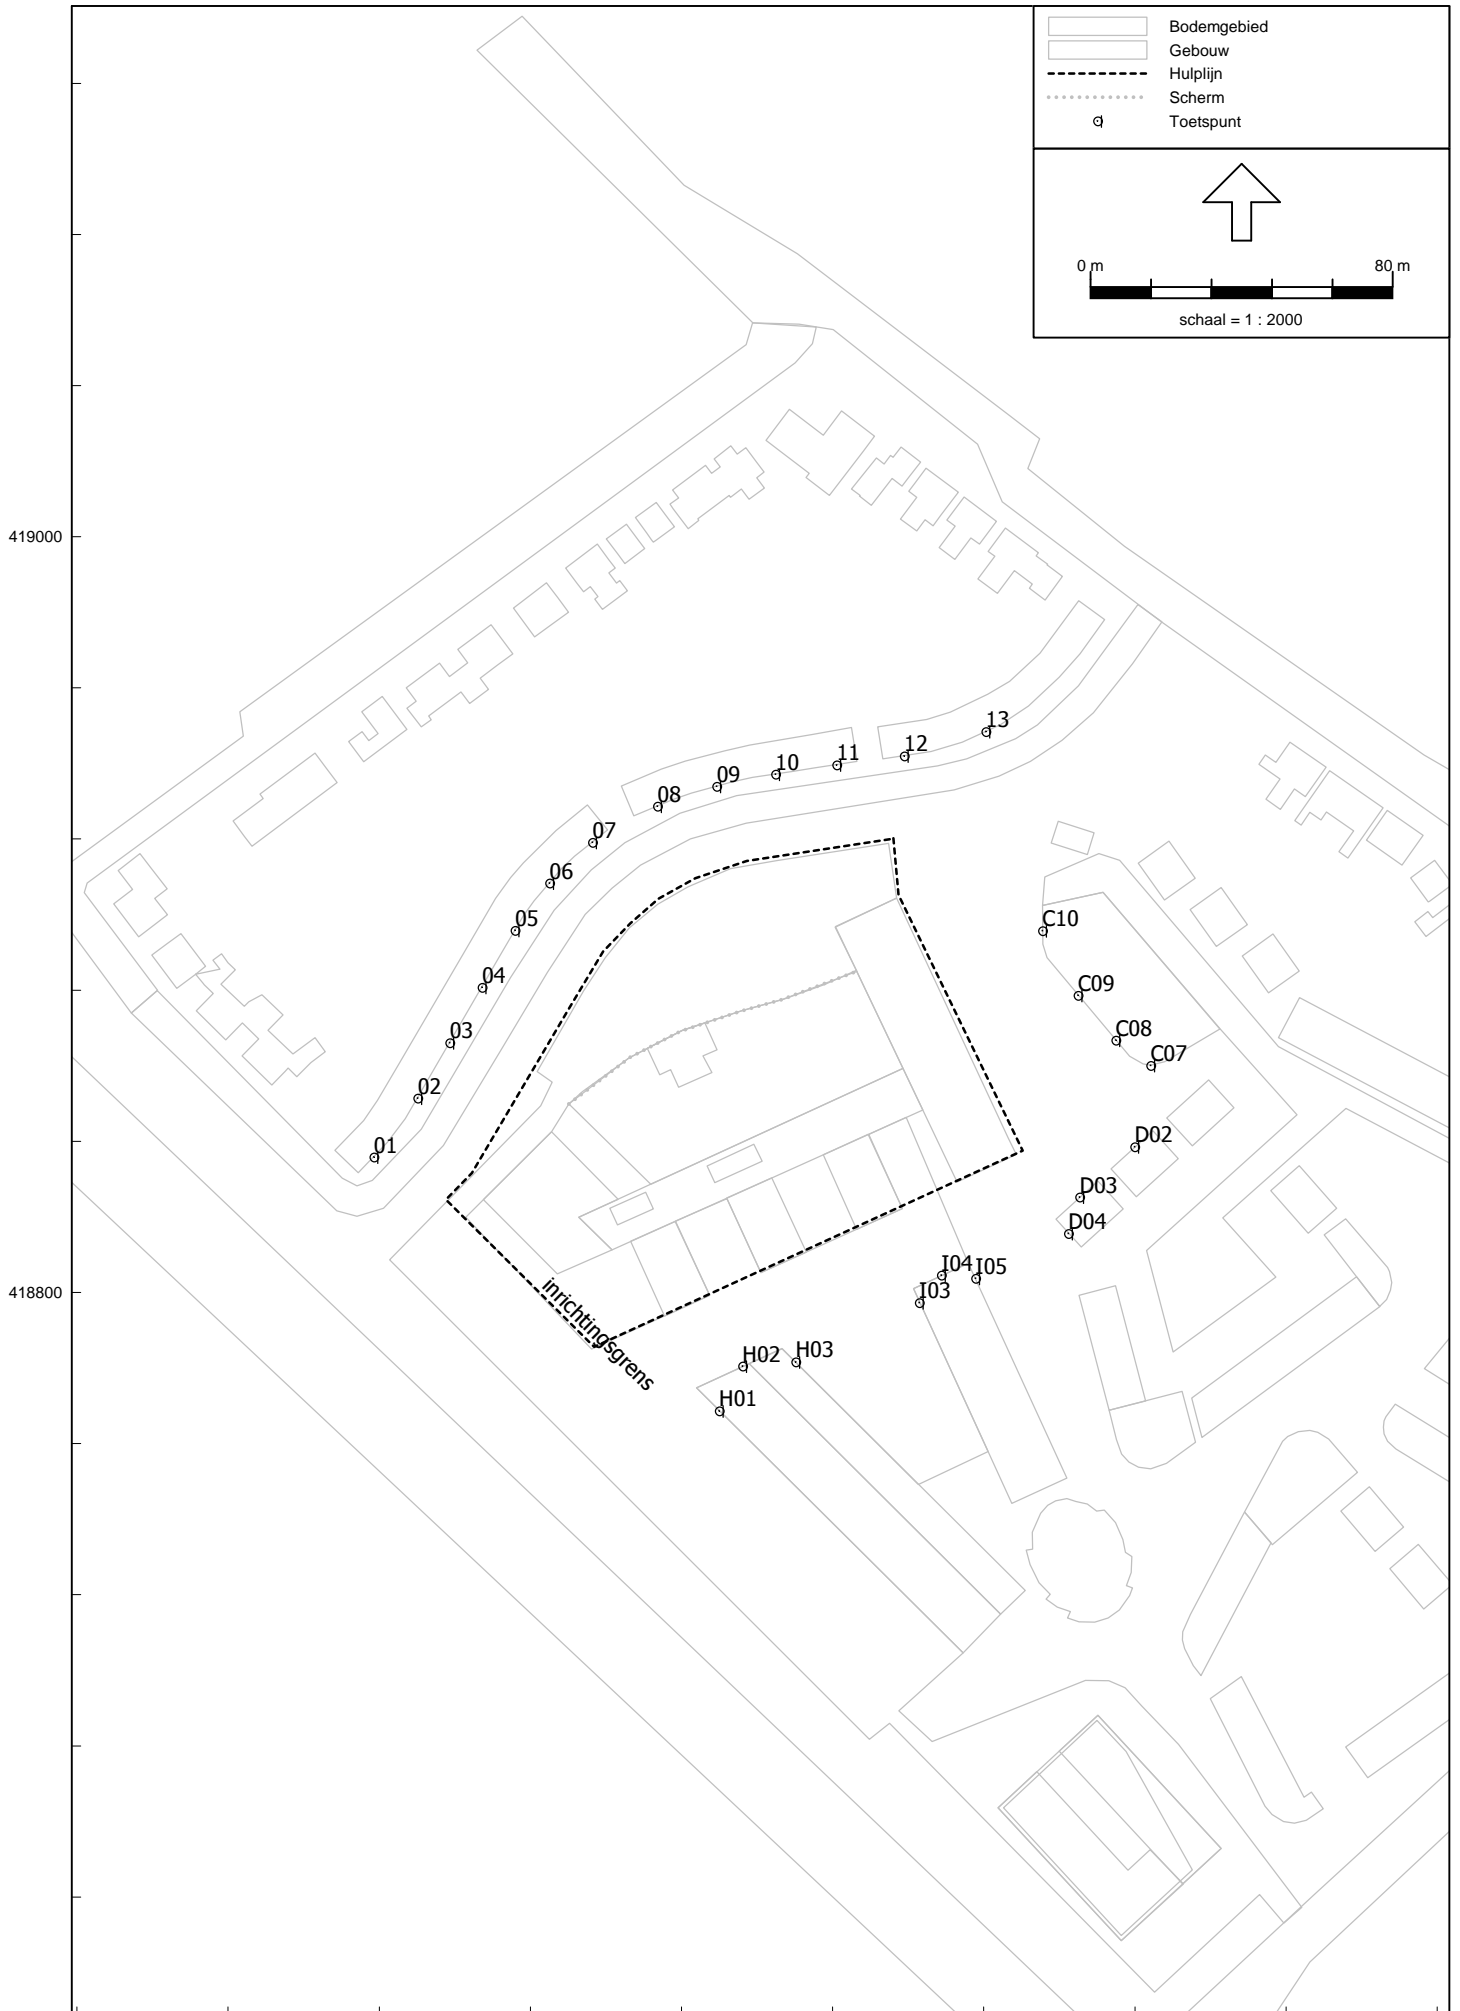 Bodemgebied
Gebouw
Hulplijn
Scherm
Toetspunt
0 m 80 m
schaal = 1 : 2000
419000
13
12
11
10
09
08
07
06
05
04
03
02
01
C10
C09
C08
C07
D02
D03
D04
I04
I05
I03
418800
inrichtingsgrens
H02
H03
H01